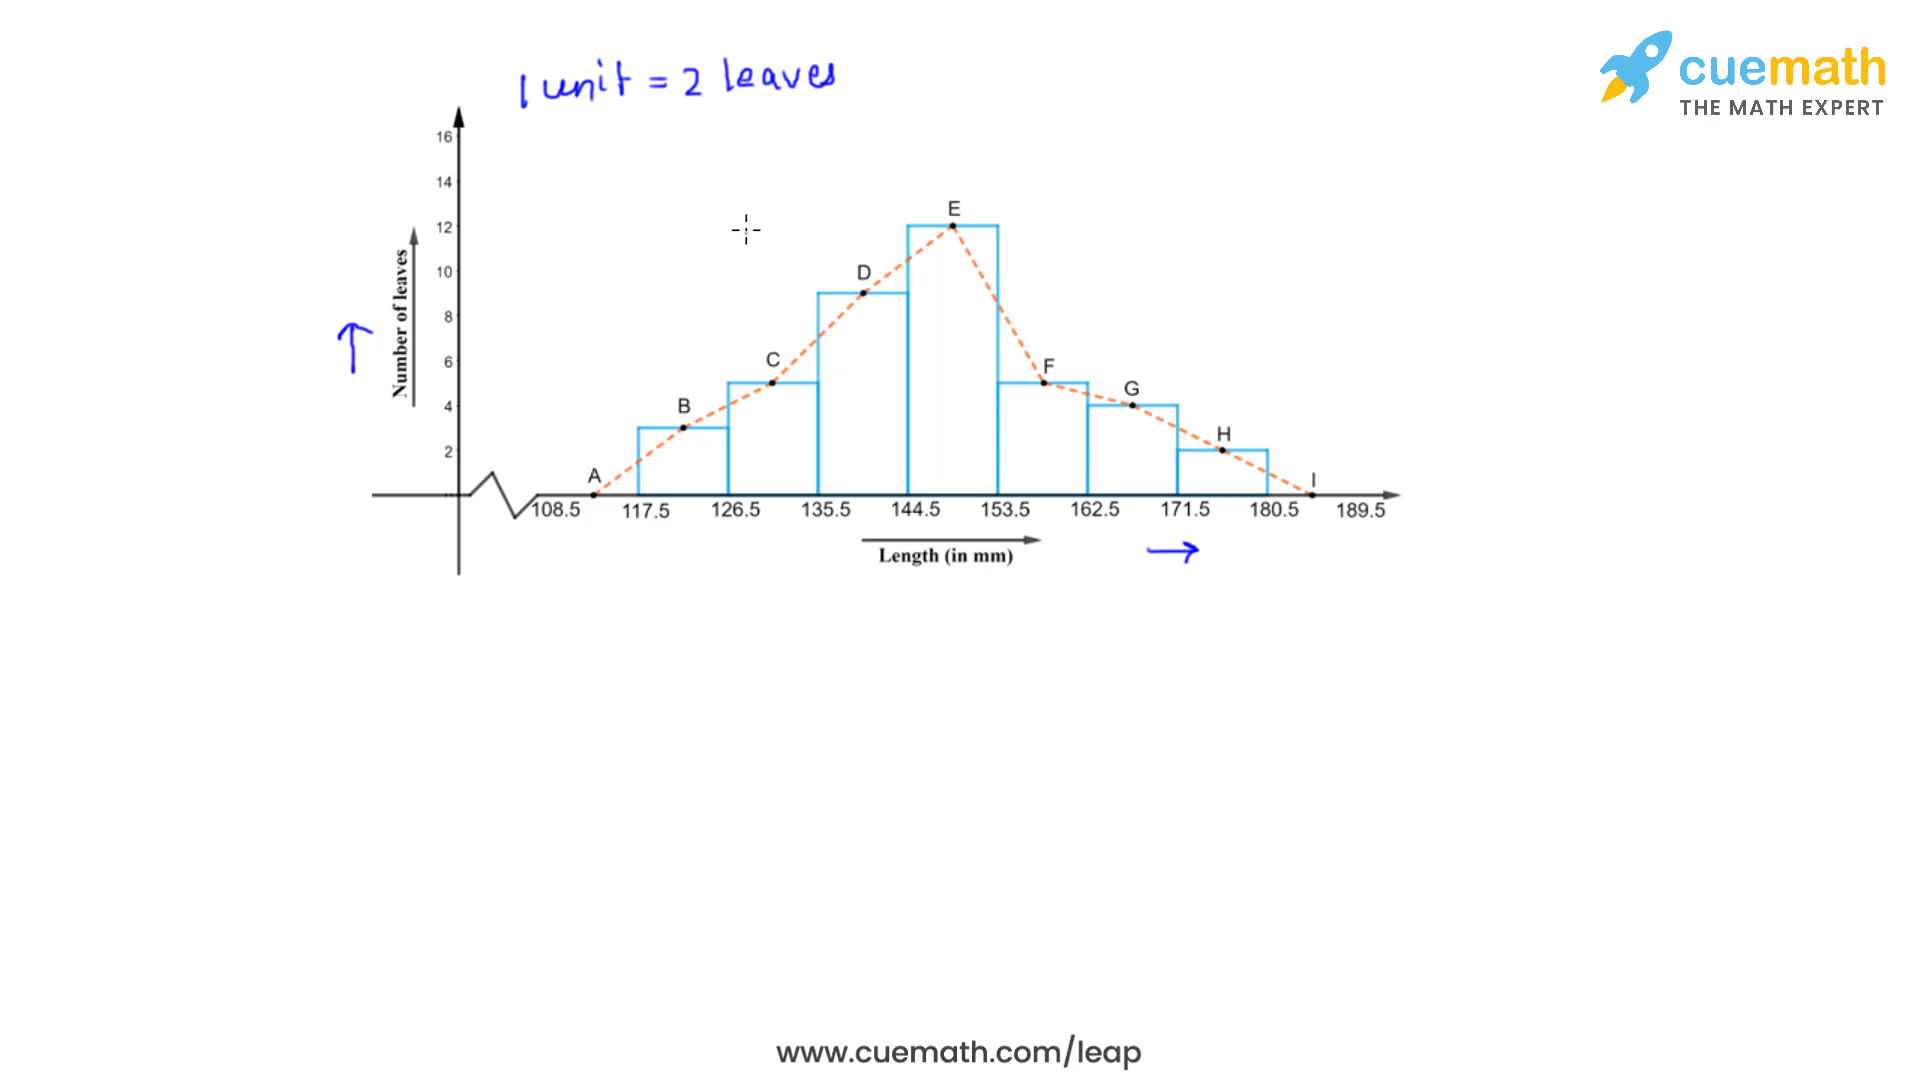 1 unit = 2 leaves
cuemath
THE MATH EXPERT
16
14
12
10
8
6
4
2
Number of leaves
A
B
C
D
E
F
G
H
I
108.5 117.5 126.5 135.5 144.5 153.5 162.5 171.5 180.5 189.5
Length (in mm)
www.cuemath.com/leap